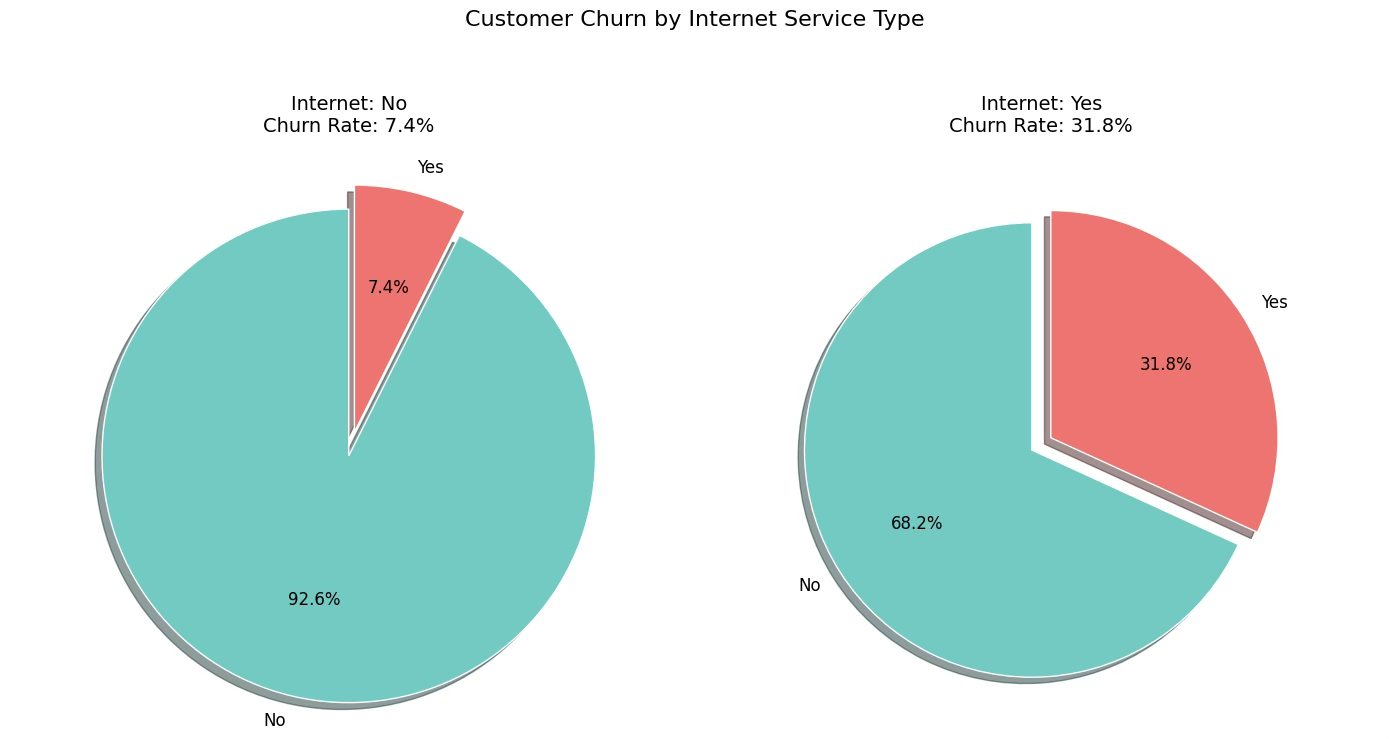 Customer Churn by Internet Service Type
Internet: No
Churn Rate: 7.4%
Yes
7.4%
92.6%
No
Internet: Yes
Churn Rate: 31.8%
Yes
31.8%
68.2%
No